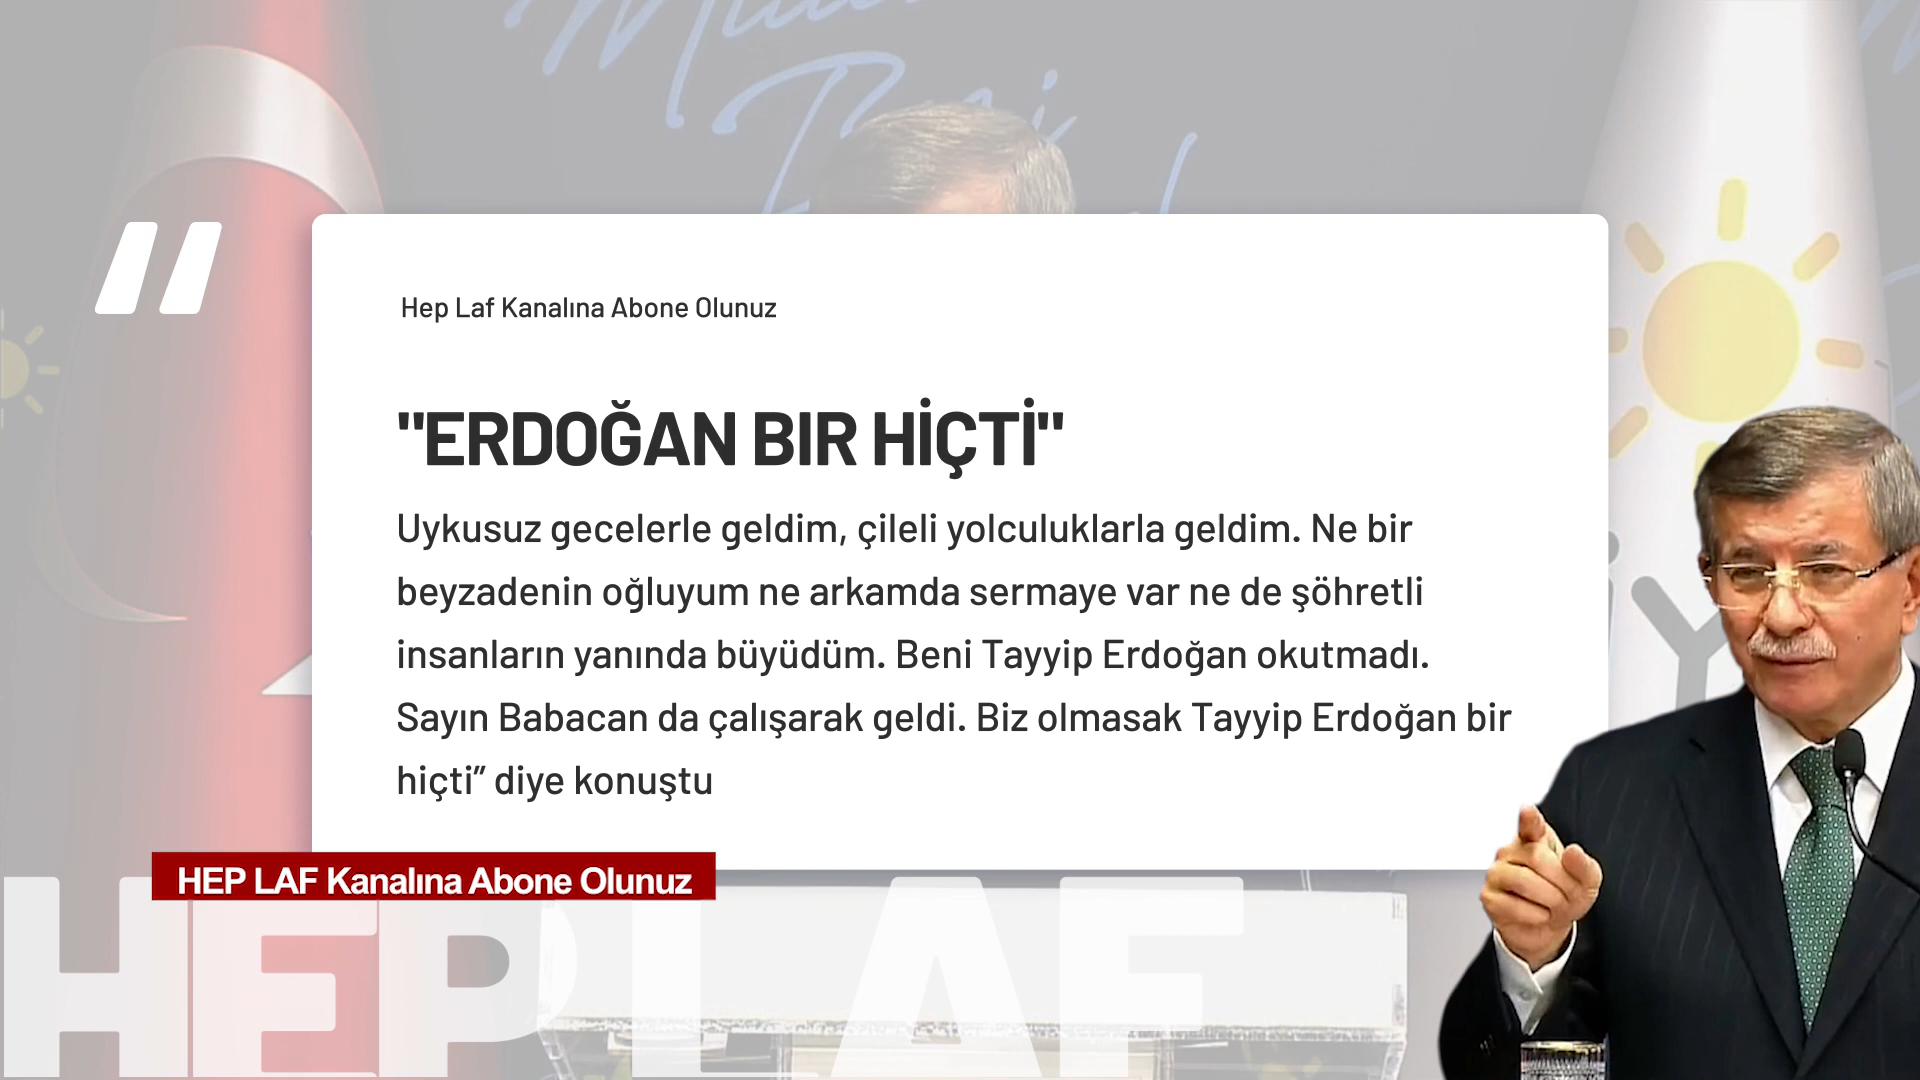 Hep Laf Kanalına Abone Olunuz
"ERDOĞAN BIR HİÇTİ"
Uykusuz gecelerle geldim, çileli yolculuklarla geldim. Ne bir
beyzadenin oğluyum ne arkamda sermaye var ne de şöhretli
insanların yanında büyüdüm. Beni Tayyip Erdoğan okutmadı.
Sayın Babacan da çalışarak geldi. Biz olmasak Tayyip Erdoğan bir
hiçti” diye konuştu
HEP LAF Kanalına Abone Olunuz
HEP LAF